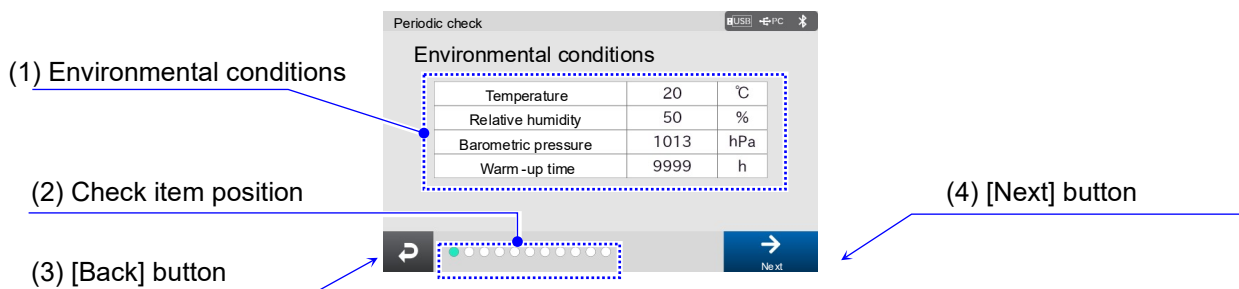 Periodic check
USB PC
Environmental conditions
(1) Environmental conditions
Temperature 20 ℃
Relative humidity 50 %
Barometric pressure 1013 hPa
Warm-up time 9999 h
(2) Check item position
(4) [Next] button
Next
(3) [Back] button